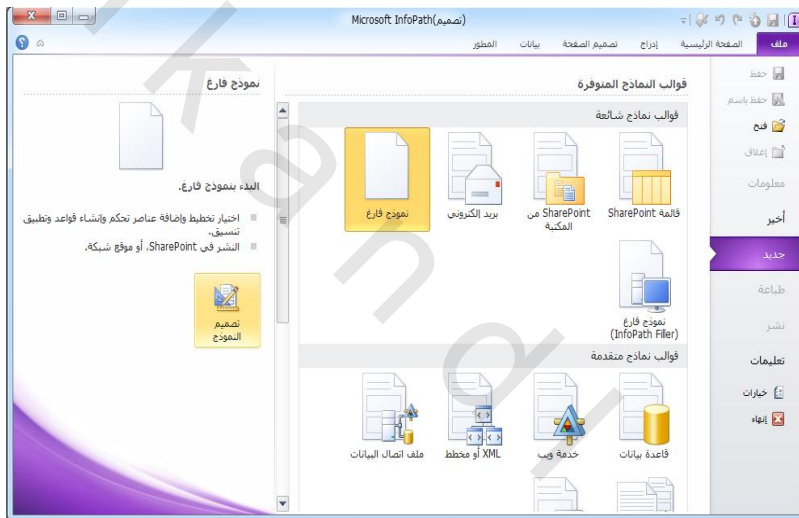 Microsoft InfoPath(تصميم)
ملف
الصفحة الرئيسية
إدراج
تصميم الصفحة
بيانات
المطور
حفظ
حفظ باسم
فتح
إغلاق
معلومات
أخير
جديد
طباعة
نشر
تعليمات
خيارات
إنهاء
قوالب النماذج المتوفرة
قوالب نماذج شائعة
قائمة SharePoint
SharePoint من
المكتبة
بريد إلكتروني
نموذج فارغ
نموذج فارغ
(InfoPath Filler)
قوالب نماذج متقدمة
قاعدة بيانات
خدمة ويب
XML أو مخطط
ملف اتصال البيانات
نموذج فارغ
البدء بنموذج فارغ.
اختيار تخطيط وإضافة عناصر تحكم وإنشاء قواعد وتطبيق
تنسيق.
النشر في SharePoint، أو موقع شبكة.
تصميم
النموذج